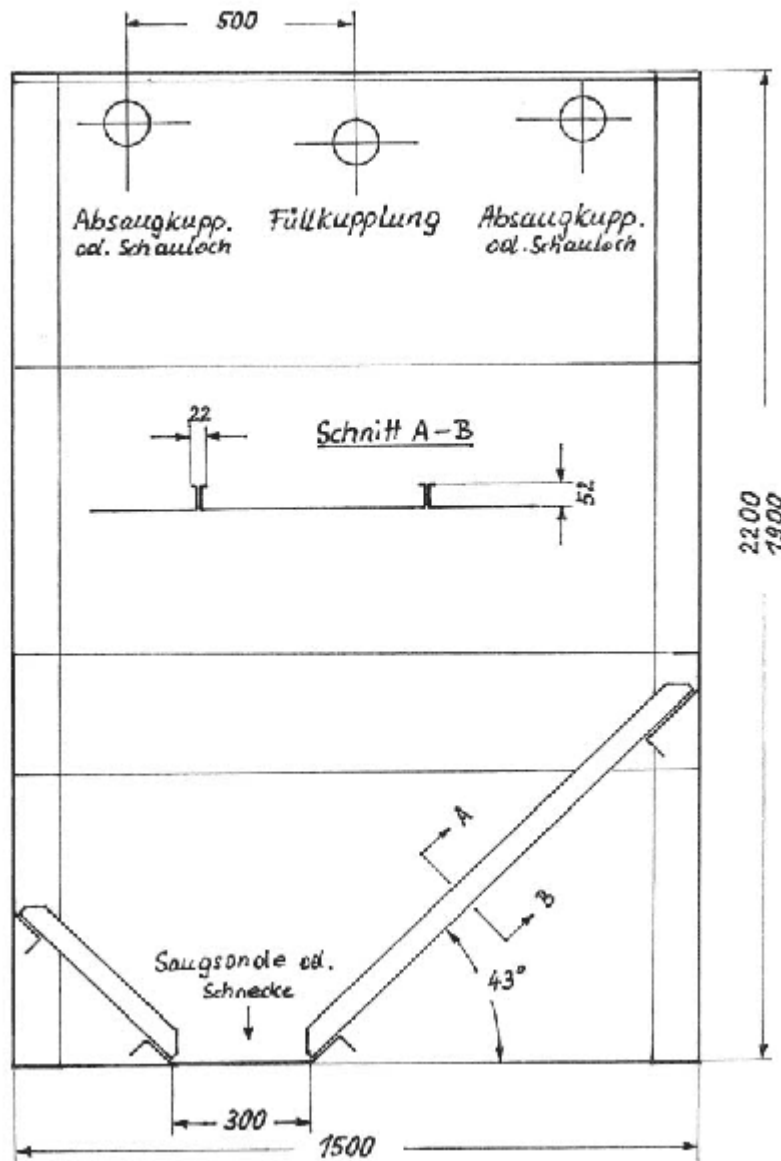 500
Absaugkupp.
od. Schauloch
Füllkupplung
Absaugkupp.
od. Schauloch
22
Schnitt A-B
52
2200
1900
A
B
Saugsonde od.
Schnecke
43°
300
1500